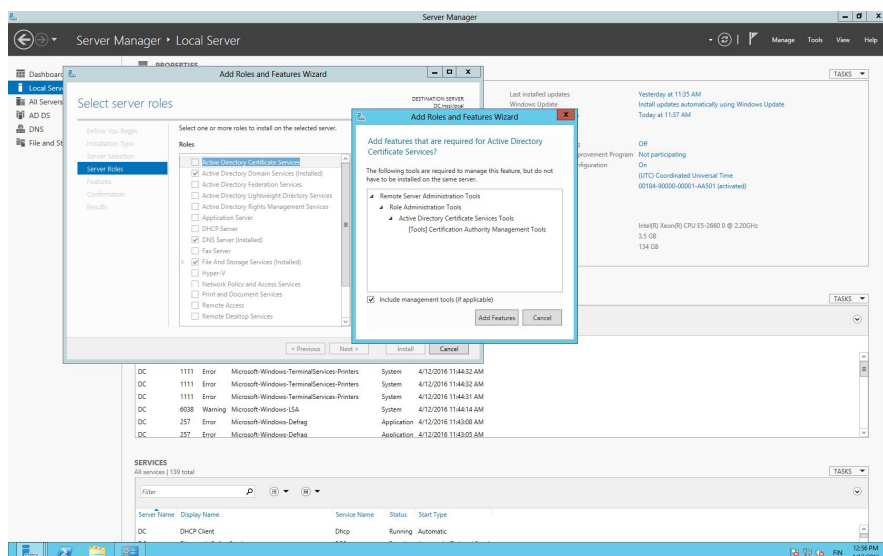 Server Manager
Server Manager • Local Server
Manage Tools View Help
Dashboard
Local Serv
All Servers
AD DS
DNS
File and St
PROPERTIES
TASKS
Last installed updates Yesterday at 11:35 AM
Windows Update Install updates automatically using Windows Update
Today at 11:37 AM
Off
provement Program Not participating
nfiguration On
(UTC) Coordinated Universal Time
00184-90000-00001-AA501 (activated)
Intel(R) Xeon(R) CPU E5-2660 0 @ 2.20GHz
3.5 GB
134 GB
Add Roles and Features Wizard
Select server roles
DESTINATION SERVER
Before You Begin
Installation Type
Server Selection
Server Roles
Features
Confirmation
Results
Select one or more roles to install on the selected server.
Roles
Active Directory Certificate Services
Active Directory Domain Services (Installed)
Active Directory Federation Services
Active Directory Lightweight Directory Services
Active Directory Rights Management Services
Application Server
DHCP Server
DNS Server (Installed)
Fax Server
File And Storage Services (Installed)
Hyper-V
Network Policy and Access Services
Print and Document Services
Remote Access
Remote Desktop Services
< Previous Next > Install Cancel
Add Roles and Features Wizard
Add features that are required for Active Directory
Certificate Services?
The following tools are required to manage this feature, but do not
have to be installed on the same server.
Remote Server Administration Tools
Role Administration Tools
Active Directory Certificate Services Tools
[Tools] Certification Authority Management Tools
Include management tools (if applicable)
Add Features Cancel
TASKS
DC 1111 Error Microsoft-Windows-TerminalServices-Printers System 4/12/2016 11:44:32 AM
DC 1111 Error Microsoft-Windows-TerminalServices-Printers System 4/12/2016 11:44:32 AM
DC 1111 Error Microsoft-Windows-TerminalServices-Printers System 4/12/2016 11:44:31 AM
DC 6038 Warning Microsoft-Windows-LSA System 4/12/2016 11:44:14 AM
DC 257 Error Microsoft-Windows-Defrag Application 4/12/2016 11:43:08 AM
DC 257 Error Microsoft-Windows-Defrag Application 4/12/2016 11:43:05 AM
SERVICES
All services | 139 total
TASKS
Filter
Server Name Display Name Service Name Status Start Type
DC DHCP Client Dhcp Running Automatic
FIN 12:56 PM